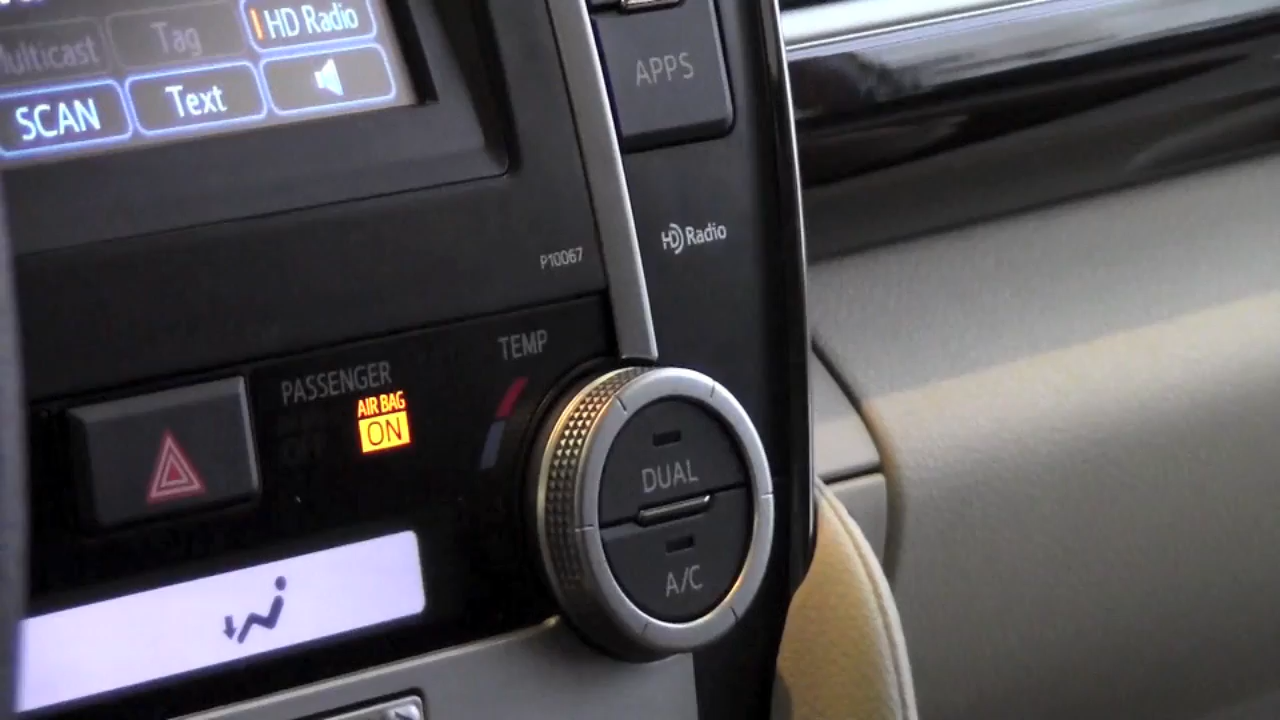 Multicast Tag HD Radio
SCAN Text
APPS
HD Radio
P10067
TEMP
PASSENGER
AIR BAG
ON
DUAL
A/C